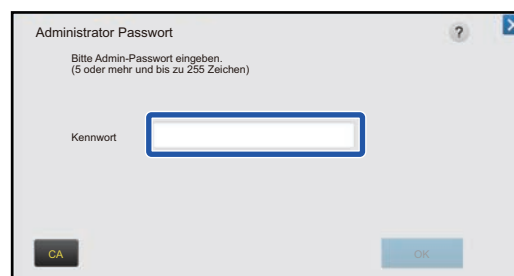 Administrator Passwort
?
Bitte Admin-Passwort eingeben.
(5 oder mehr und bis zu 255 Zeichen)
Kennwort
CA
OK